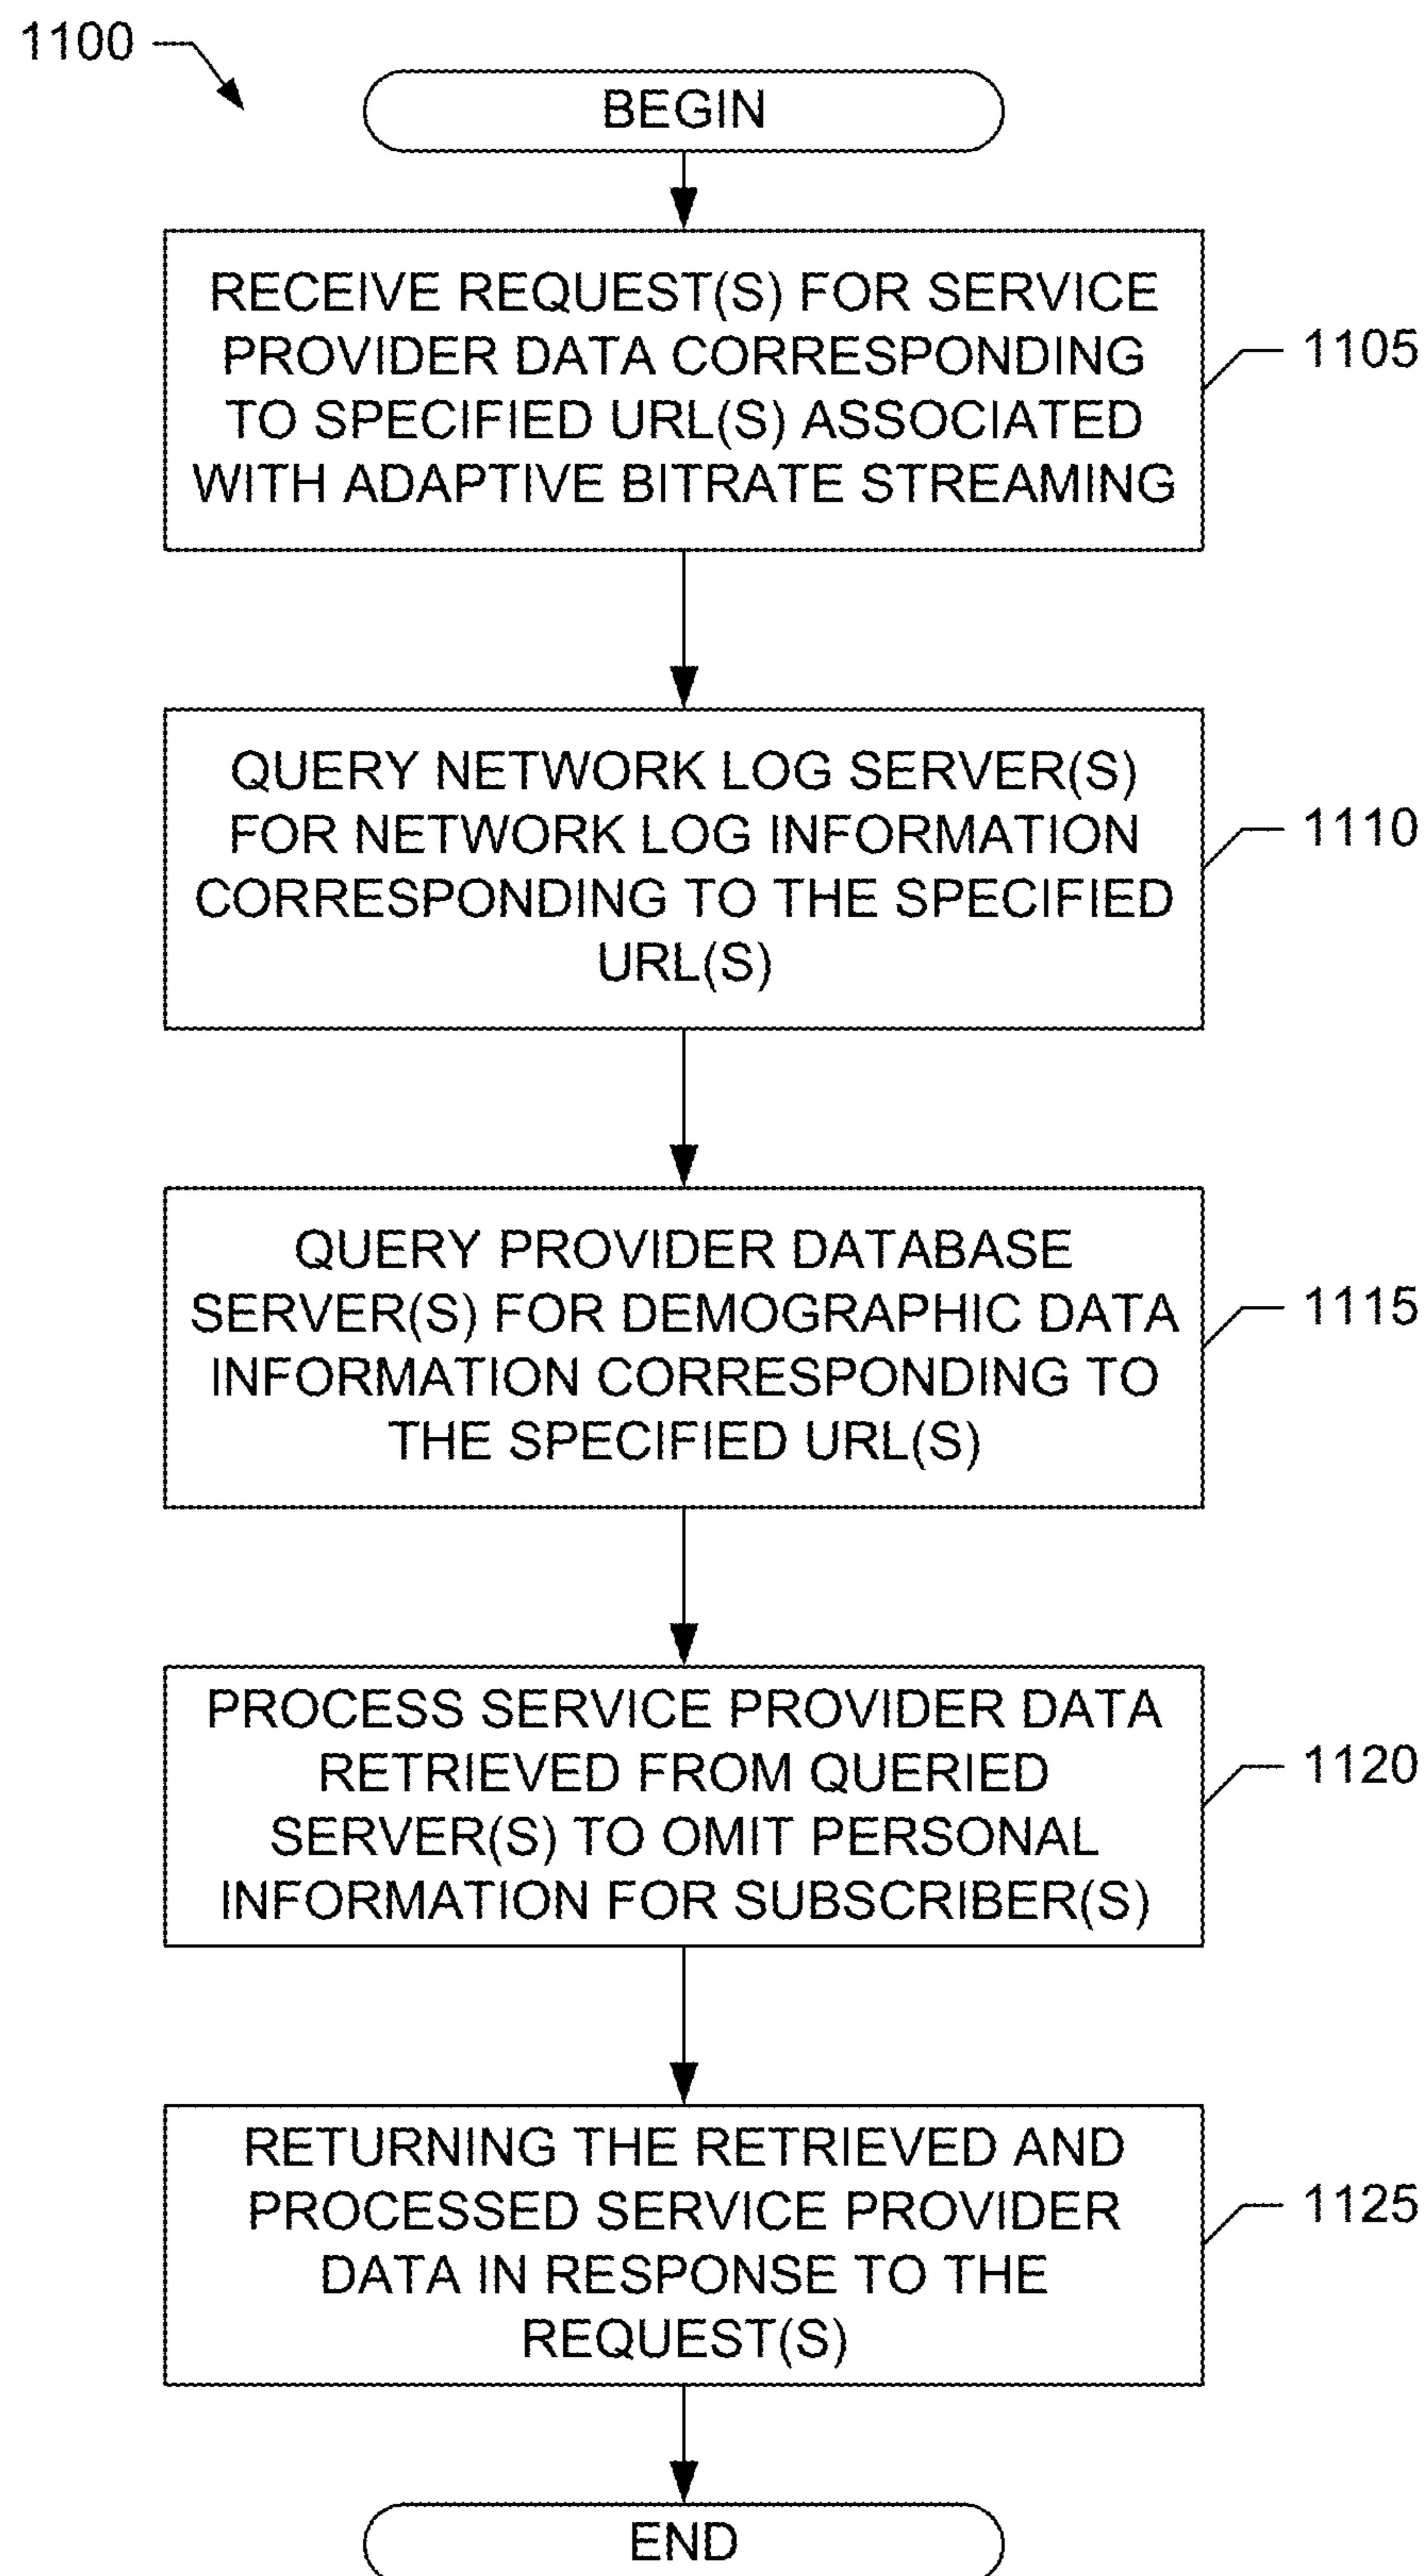 1100
BEGIN
RECEIVE REQUEST(S) FOR SERVICE
PROVIDER DATA CORRESPONDING
TO SPECIFIED URL(S) ASSOCIATED
WITH ADAPTIVE BITRATE STREAMING
1105
QUERY NETWORK LOG SERVER(S)
FOR NETWORK LOG INFORMATION
CORRESPONDING TO THE SPECIFIED
URL(S)
1110
QUERY PROVIDER DATABASE
SERVER(S) FOR DEMOGRAPHIC DATA
INFORMATION CORRESPONDING TO
THE SPECIFIED URL(S)
1115
PROCESS SERVICE PROVIDER DATA
RETRIEVED FROM QUERIED
SERVER(S) TO OMIT PERSONAL
INFORMATION FOR SUBSCRIBER(S)
1120
RETURNING THE RETRIEVED AND
PROCESSED SERVICE PROVIDER
DATA IN RESPONSE TO THE
REQUEST(S)
1125
END